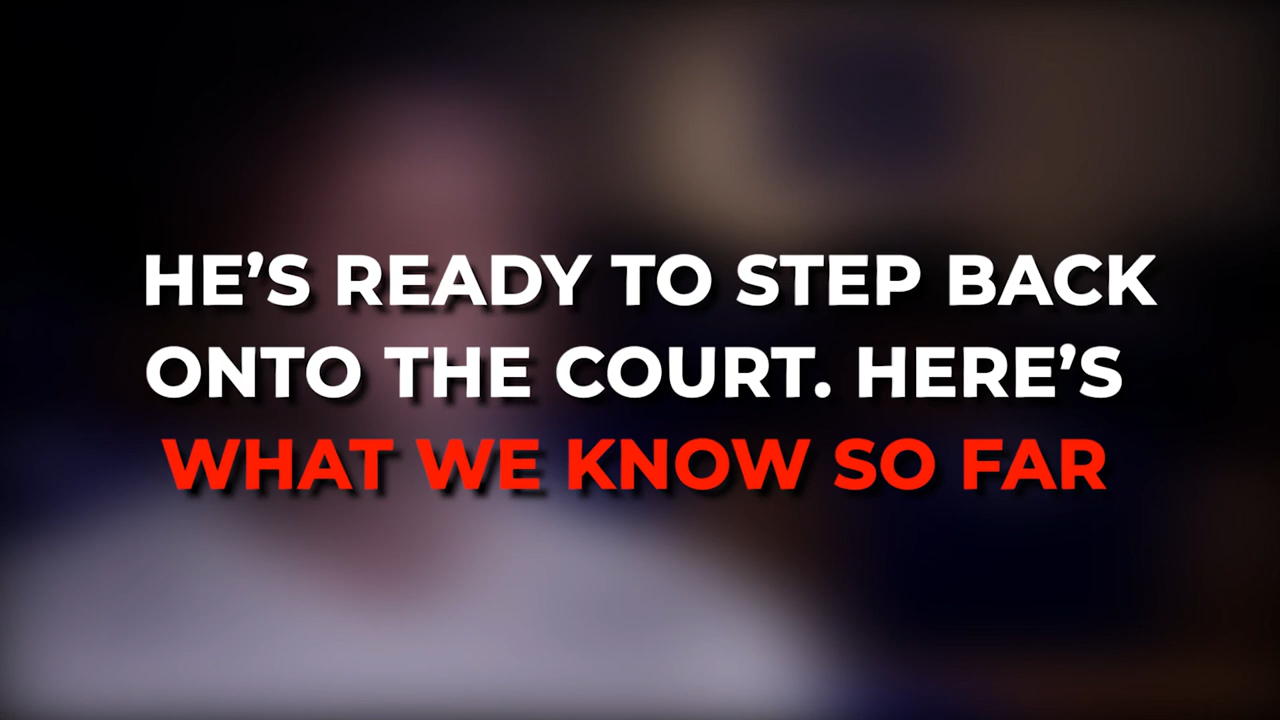 HE’S READY TO STEP BACK
ONTO THE COURT. HERE’S
WHAT WE KNOW SO FAR